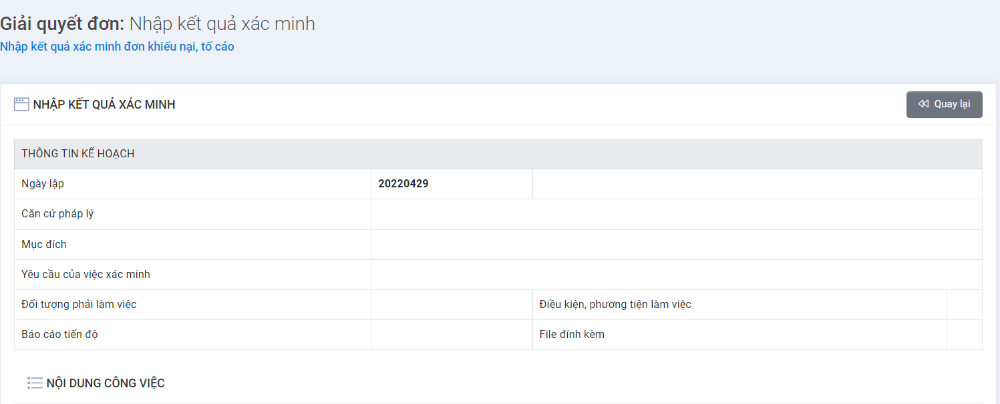 Giải quyết đơn: Nhập kết quả xác minh
Nhập kết quả xác minh đơn khiếu nại, tố cáo
NHẬP KẾT QUẢ XÁC MINH
Quay lại
THÔNG TIN KẾ HOẠCH
Ngày lập 20220429
Căn cứ pháp lý
Mục đích
Yêu cầu của việc xác minh
Đối tượng phải làm việc Điều kiện, phương tiện làm việc
Báo cáo tiến độ File đính kèm
NỘI DUNG CÔNG VIỆC